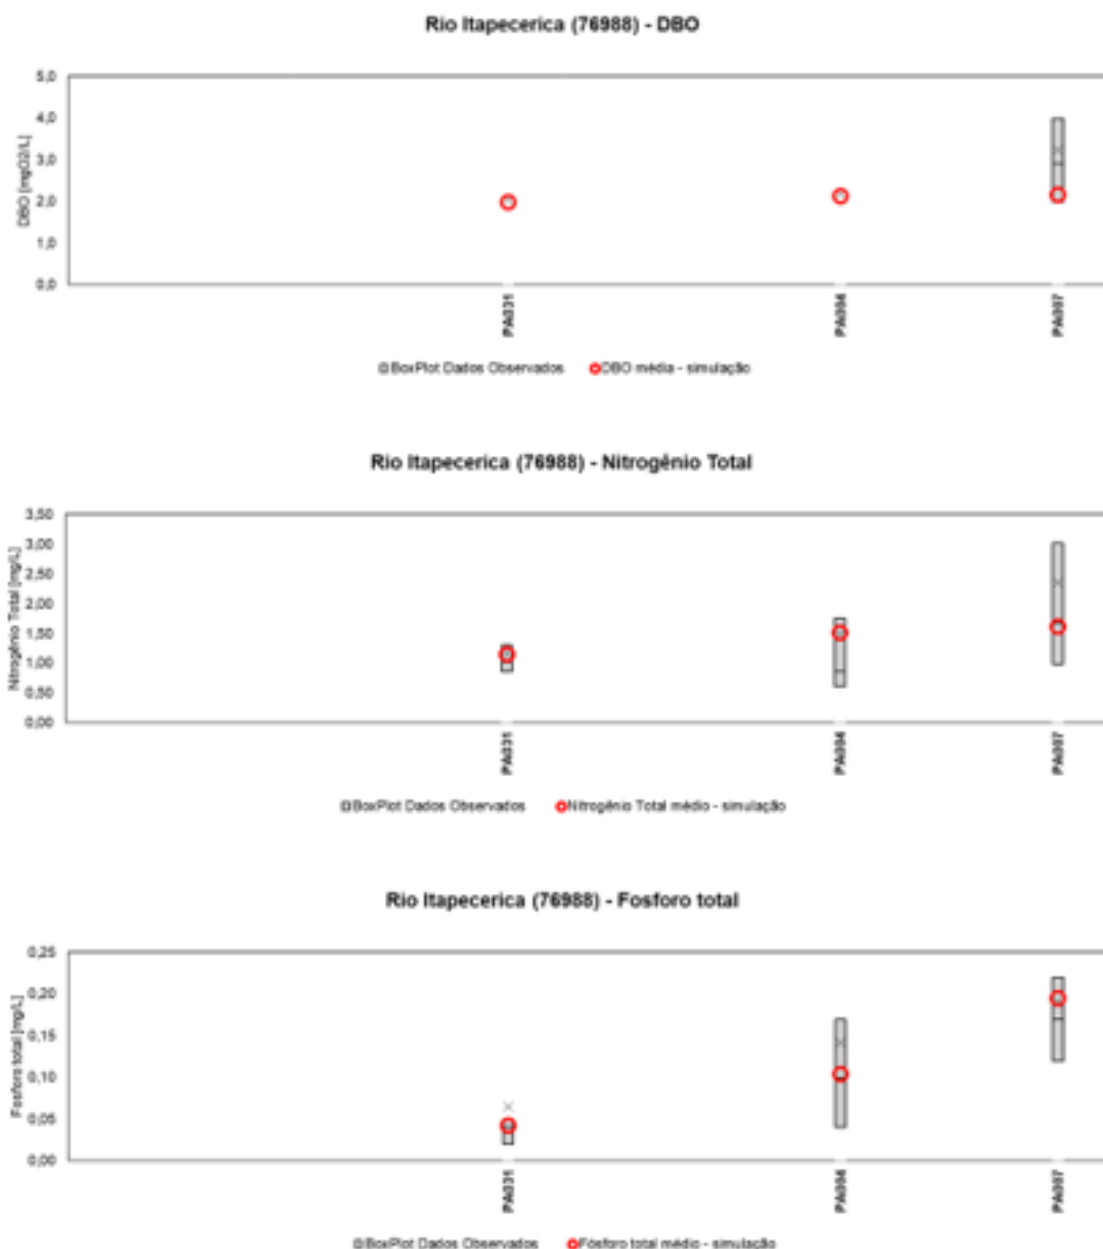 Rio Itapecerica (76988) - DBO
5,0
4,0
3,0
2,0
1,0
0,0
DBO [mgO2/L]
PA031
PA004
PA007
BoxPlot Dados Observados DBO média - simulação
Rio Itapecerica (76988) - Nitrogênio Total
3,50
3,00
2,50
2,00
1,50
1,00
0,50
0,00
Nitrogênio Total [mg/L]
PA031
PA004
PA007
BoxPlot Dados Observados Nitrogênio Total médio - simulação
Rio Itapecerica (76988) - Fosforo total
0,25
0,20
0,15
0,10
0,05
0,00
Fosforo total [mg/L]
PA031
PA004
PA007
BoxPlot Dados Observados Fósforo total médio - simulação